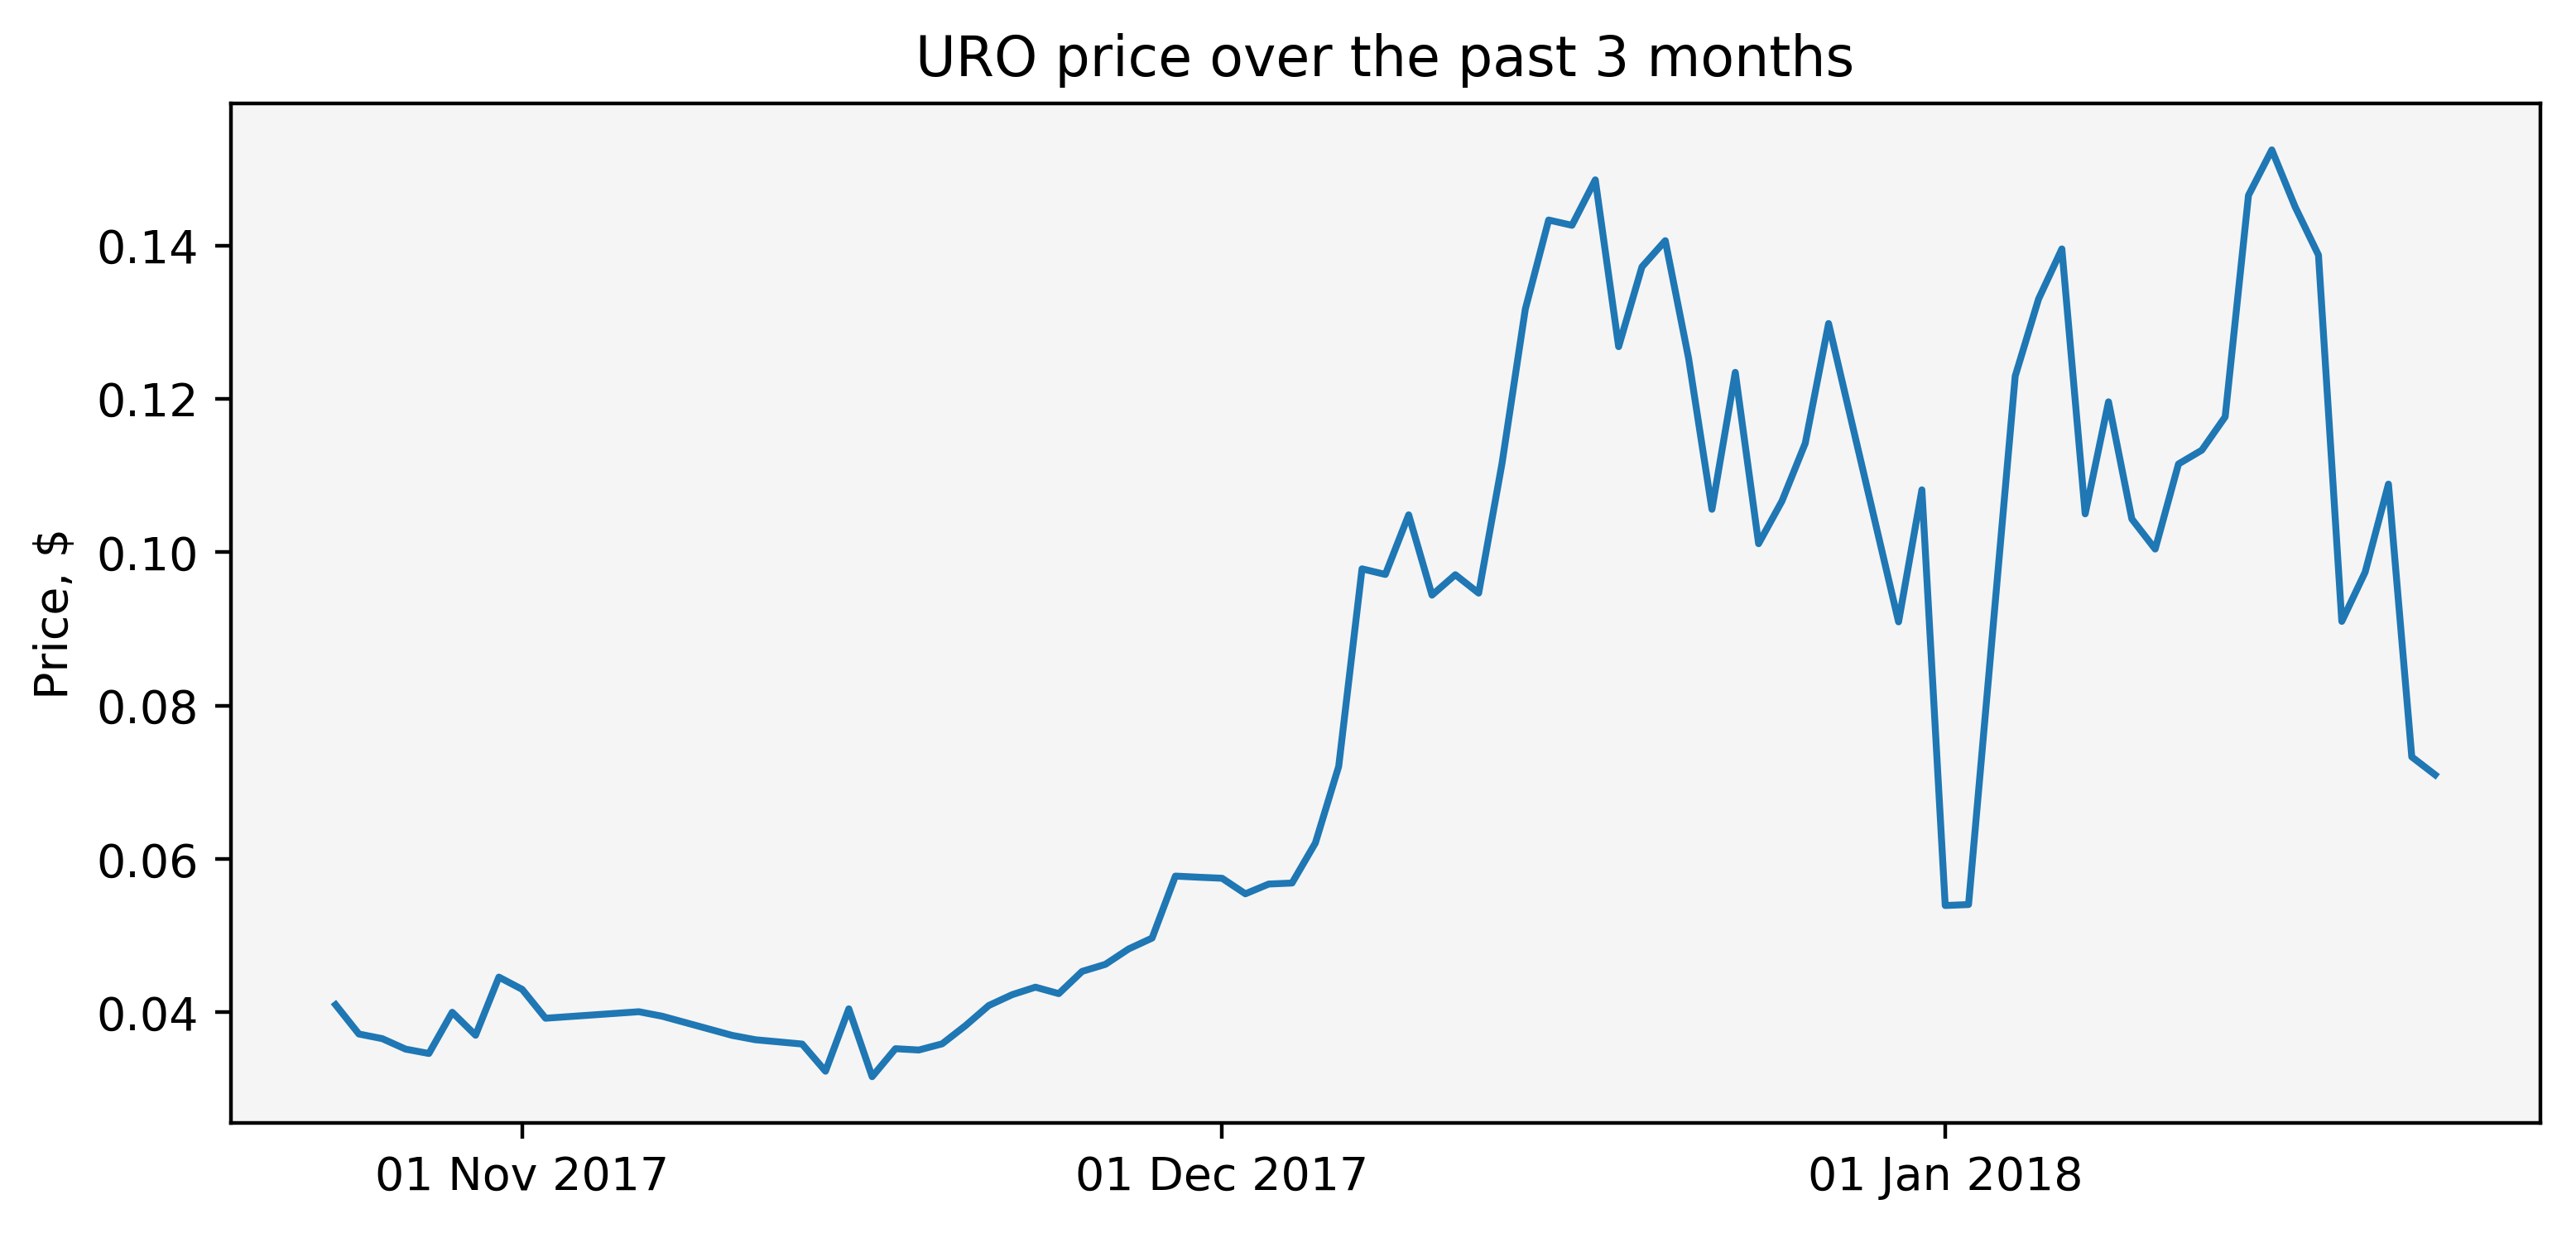 URO price over the past 3 months
Price, $
0.14
0.12
0.10
0.08
0.06
0.04
01 Nov 2017
01 Dec 2017
01 Jan 2018